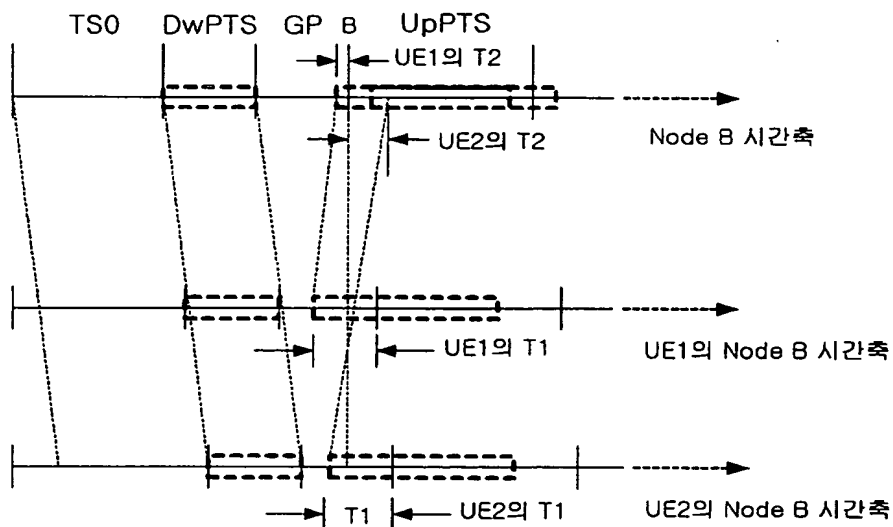 TS0 DwPTS GP B UpPTS
UE1의 T2
UE2의 T2
Node B 시간축
UE1의 T1
UE1의 Node B 시간축
T1
UE2의 T1
UE2의 Node B 시간축